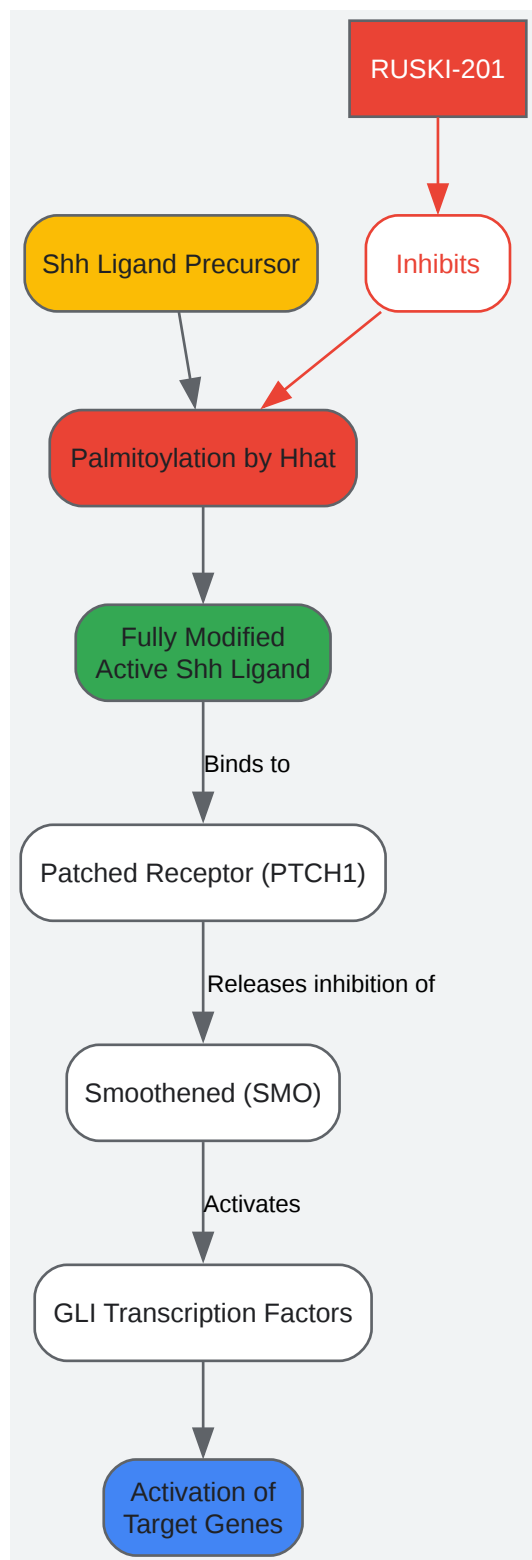 RUSKI-201
Shh Ligand Precursor
Inhibits
Palmitoylation by Hhat
Fully Modified
Active Shh Ligand
Binds to
Patched Receptor (PTCH1)
Releases inhibition of
Smoothened (SMO)
Activates
GLI Transcription Factors
Activation of
Target Genes